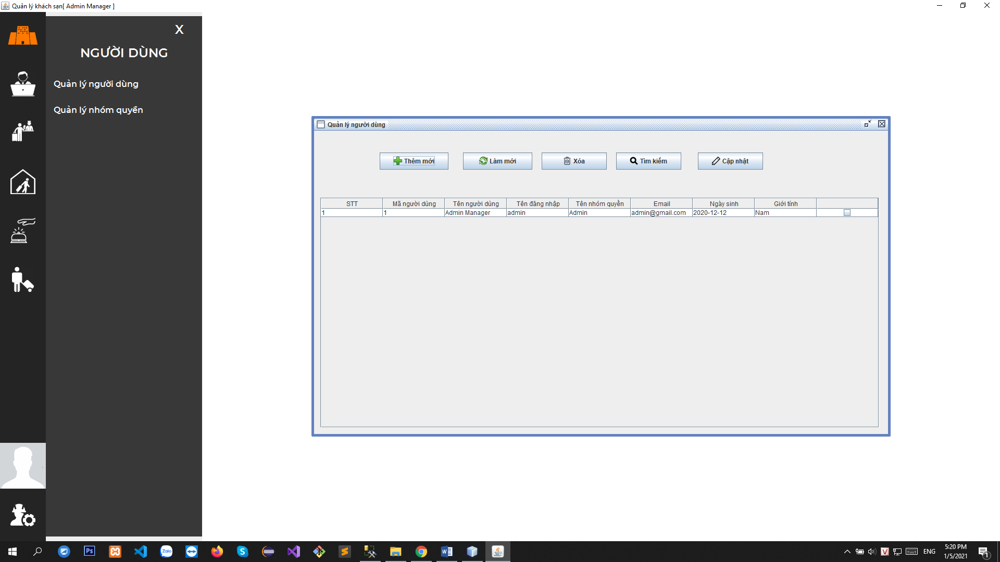 Quản lý khách sạn[ Admin Manager ]
X
NGƯỜI DÙNG
Quản lý người dùng
Quản lý nhóm quyền
Quản lý người dùng
Thêm mới Làm mới Xóa Tìm kiếm Cập nhật
STT Mã người dùng Tên người dùng Tên đăng nhập Tên nhóm quyền Email Ngày sinh Giới tính
1 1 Admin Manager admin Admin admin@gmail.com 2020-12-12 Nam
Ps Zalo S W V ENG
5:20 PM
1/5/2021
1